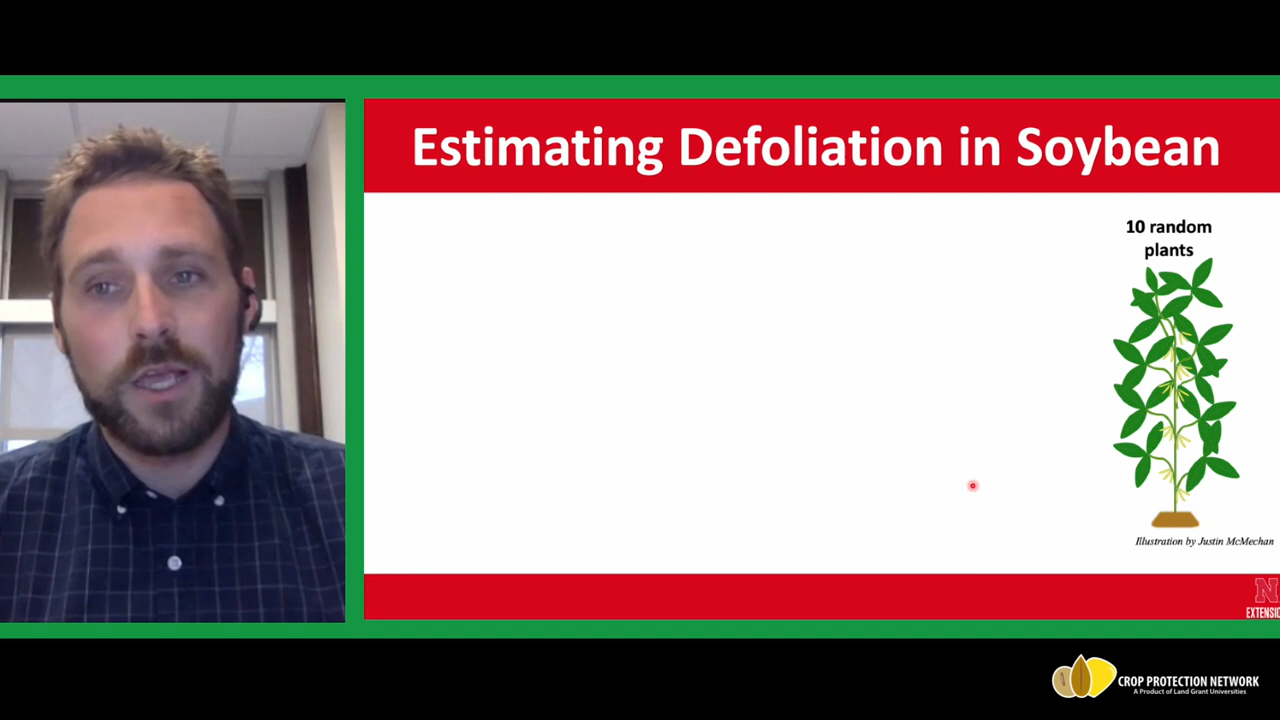 Estimating Defoliation in Soybean
10 random
plants
Illustration by Justin McMechan
N
EXTENSIO
CROP PROTECTION NETWORK
A Product of Land Grant Universities